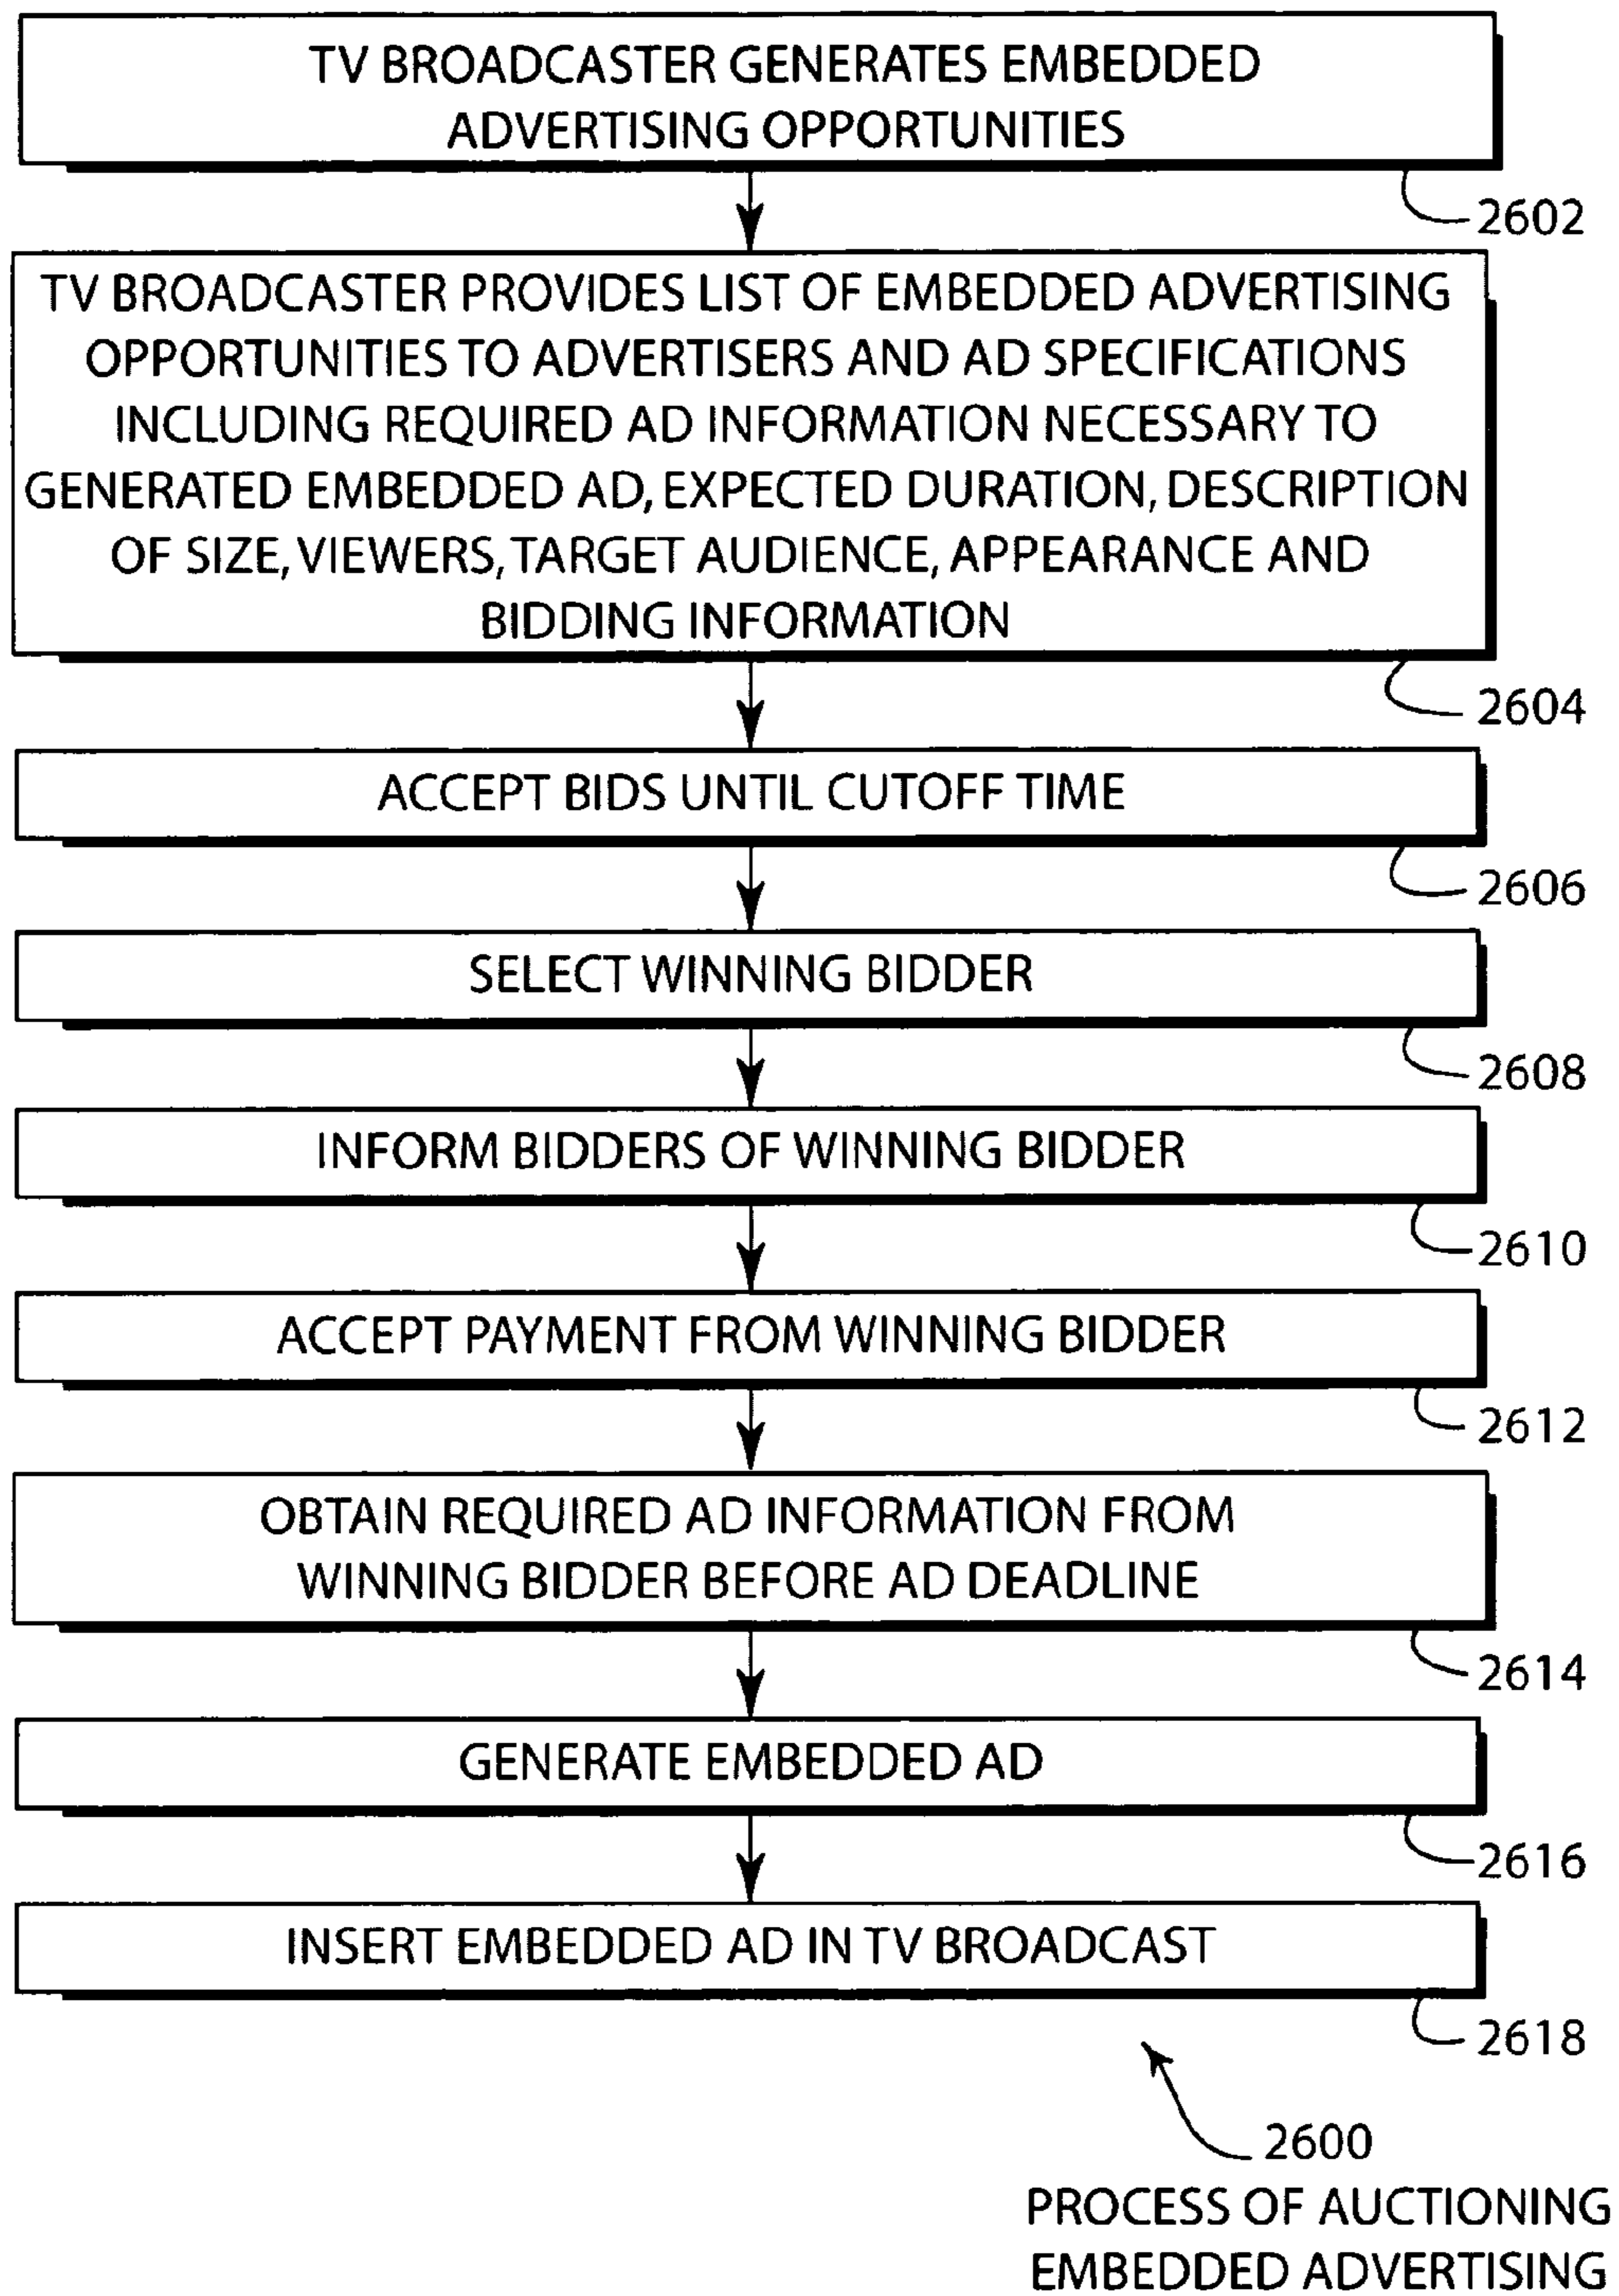 TV BROADCASTER GENERATES EMBEDDED
ADVERTISING OPPORTUNITIES
2602
TV BROADCASTER PROVIDES LIST OF EMBEDDED ADVERTISING
OPPORTUNITIES TO ADVERTISERS AND AD SPECIFICATIONS
INCLUDING REQUIRED AD INFORMATION NECESSARY TO
GENERATED EMBEDDED AD, EXPECTED DURATION, DESCRIPTION
OF SIZE, VIEWERS, TARGET AUDIENCE, APPEARANCE AND
BIDDING INFORMATION
2604
ACCEPT BIDS UNTIL CUTOFF TIME
2606
SELECT WINNING BIDDER
2608
INFORM BIDDERS OF WINNING BIDDER
2610
ACCEPT PAYMENT FROM WINNING BIDDER
2612
OBTAIN REQUIRED AD INFORMATION FROM
WINNING BIDDER BEFORE AD DEADLINE
2614
GENERATE EMBEDDED AD
2616
INSERT EMBEDDED AD IN TV BROADCAST
2618
2600
PROCESS OF AUCTIONING
EMBEDDED ADVERTISING